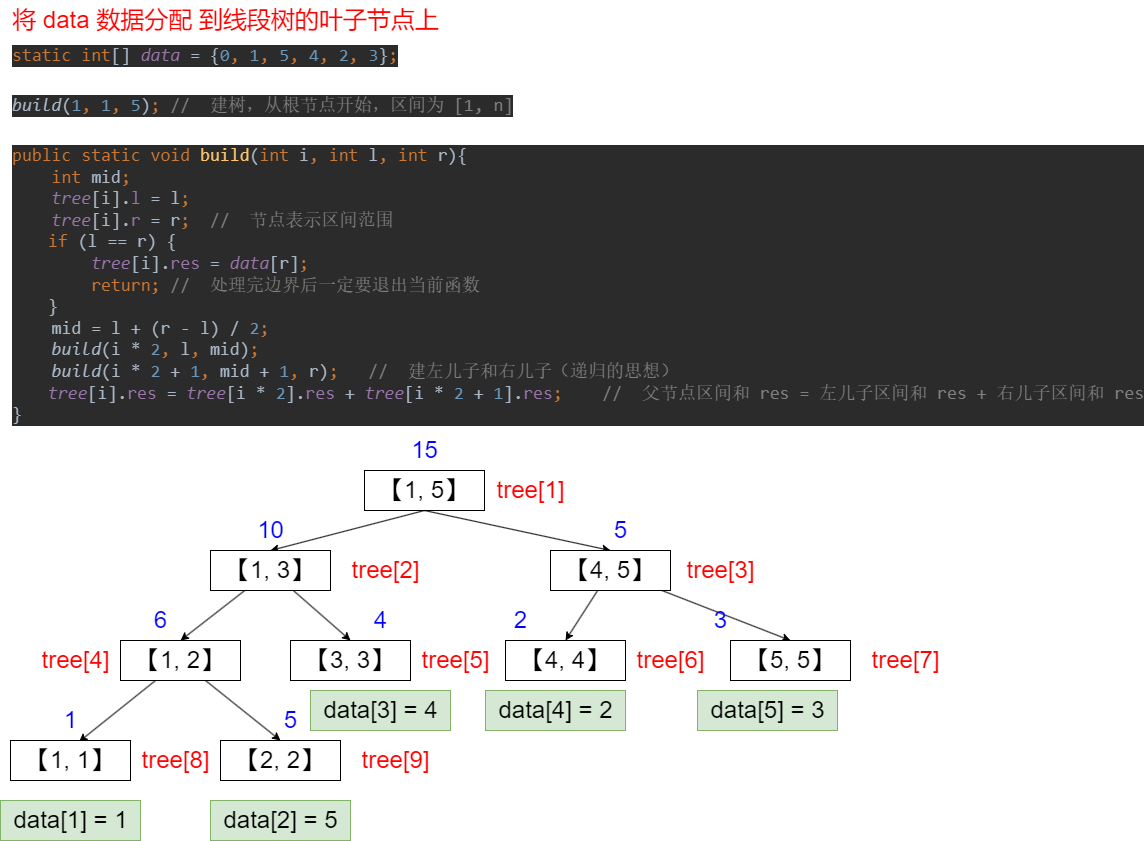 将 data 数据分配 到线段树的叶子节点上
static int[] data = {0, 1, 5, 4, 2, 3};
build(1, 1, 5); // 建树，从根节点开始，区间为 [1, n]
public static void build(int i, int l, int r){
int mid;
tree[i].l = l;
tree[i].r = r; // 节点表示区间范围
if (l == r) {
tree[i].res = data[r];
return; // 处理完边界后一定要退出当前函数
}
mid = l + (r - l) / 2;
build(i * 2, l, mid);
build(i * 2 + 1, mid + 1, r); // 建左儿子和右儿子（递归的思想）
tree[i].res = tree[i * 2].res + tree[i * 2 + 1].res; // 父节点区间和 res = 左儿子区间和 res + 右儿子区间和 res
}
15
【1, 5】 tree[1]
10 5
【1, 3】 tree[2] 【4, 5】 tree[3]
6 4 2 3
tree[4] 【1, 2】 【3, 3】 tree[5] 【4, 4】 tree[6] 【5, 5】 tree[7]
data[3] = 4 data[4] = 2 data[5] = 3
1 5
【1, 1】 tree[8] 【2, 2】 tree[9]
data[1] = 1 data[2] = 5